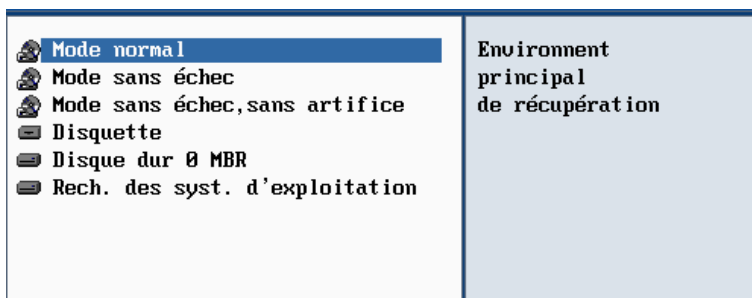 Mode normal
Mode sans échec
Mode sans échec,sans artifice
Disquette
Disque dur 0 MBR
Rech. des syst. d'exploitation
Environnent
principal
de récupération